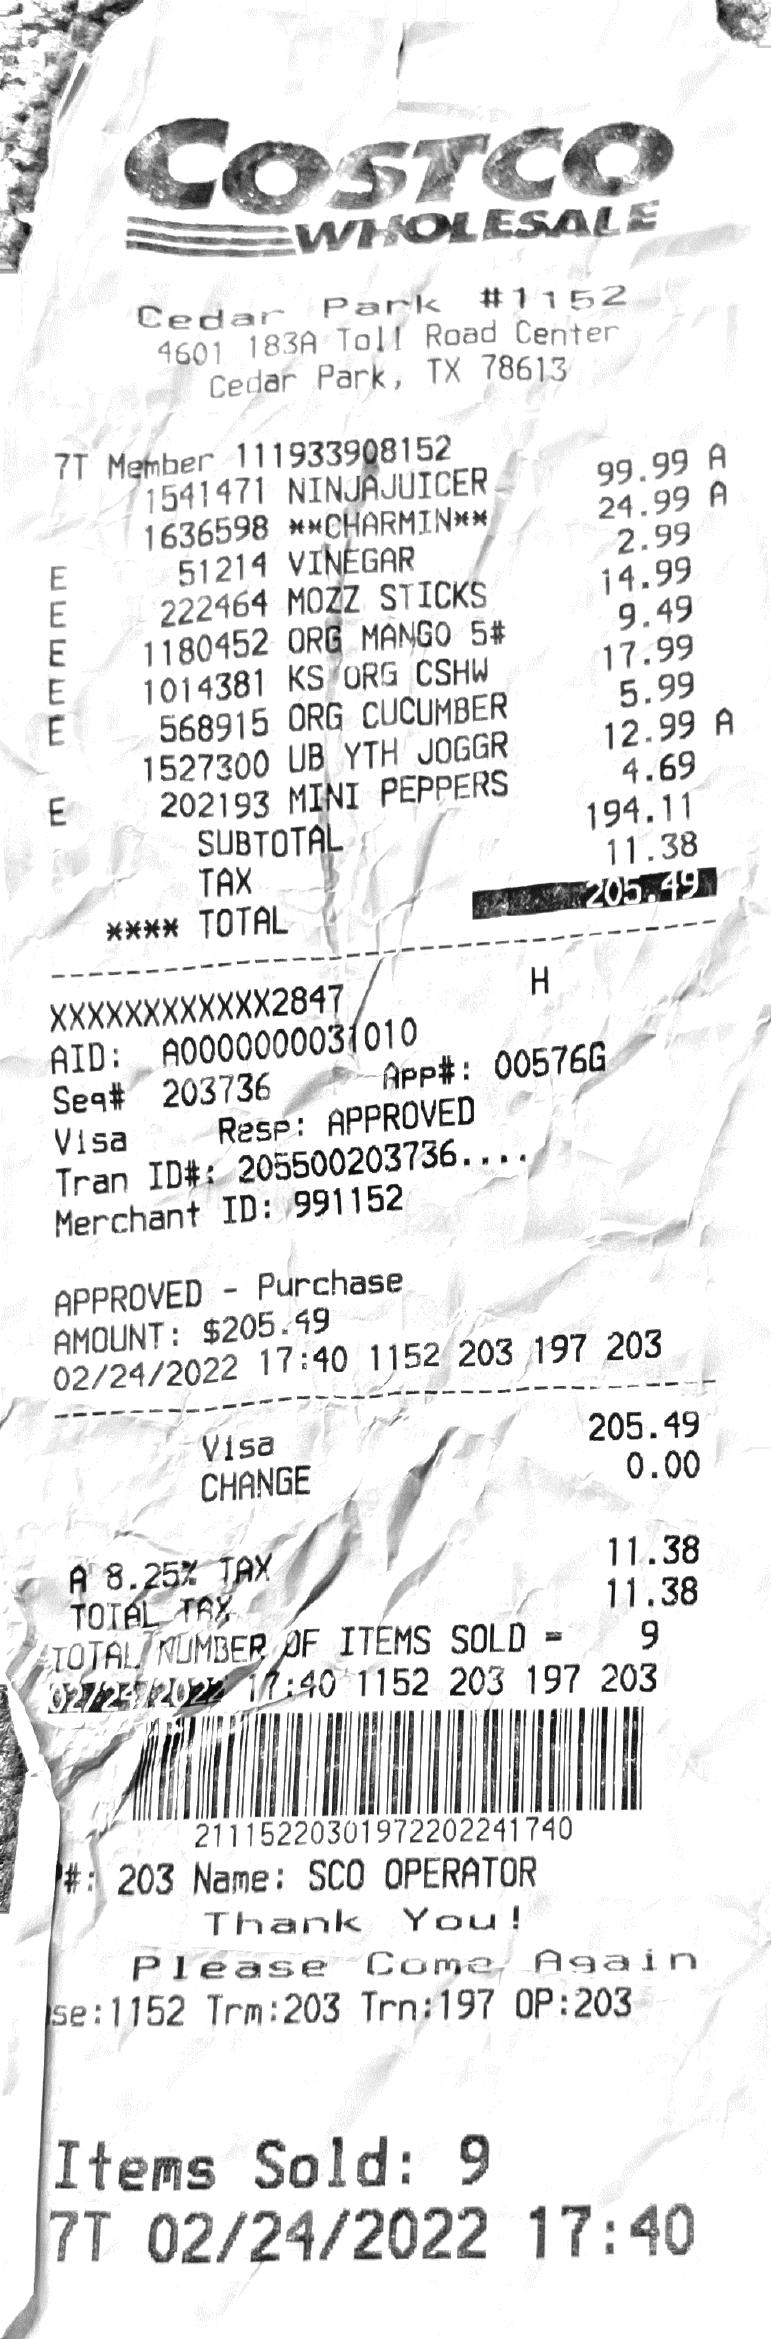 COSTCO
WHOLESALE
Cedar Park #1152
4601 183A Toll Road Center
Cedar Park, TX 78613
7T Member 111933908152
1541471 NINJAJUICER 99.99 A
1636598 **CHARMIN** 24.99 A
E 51214 VINEGAR 2.99
E 222464 MOZZ STICKS 14.99
E 1180452 ORG MANGO 5# 9.49
E 1014381 KS ORG CSHW 17.99
E 568915 ORG CUCUMBER 5.99
1527300 UB YTH JOGGR 12.99 A
E 202193 MINI PEPPERS 4.69
SUBTOTAL 194.11
TAX 11.38
**** TOTAL 205.49
XXXXXXXXXXXX2847 H
AID: A0000000031010
Seq# 203736 App#: 00576G
Visa Resp: APPROVED
Tran ID#: 205500203736....
Merchant ID: 991152
APPROVED - Purchase
AMOUNT: $205.49
02/24/2022 17:40 1152 203 197 203
Visa 205.49
CHANGE 0.00
A 8.25% TAX 11.38
TOTAL TAX 11.38
TOTAL NUMBER OF ITEMS SOLD = 9
02/24/2022 17:40 1152 203 197 203
21115220301972202241740
#: 203 Name: SCO OPERATOR
Thank You!
Please Come Again
se:1152 Trm:203 Trn:197 OP:203
Items Sold: 9
7T 02/24/2022 17:40